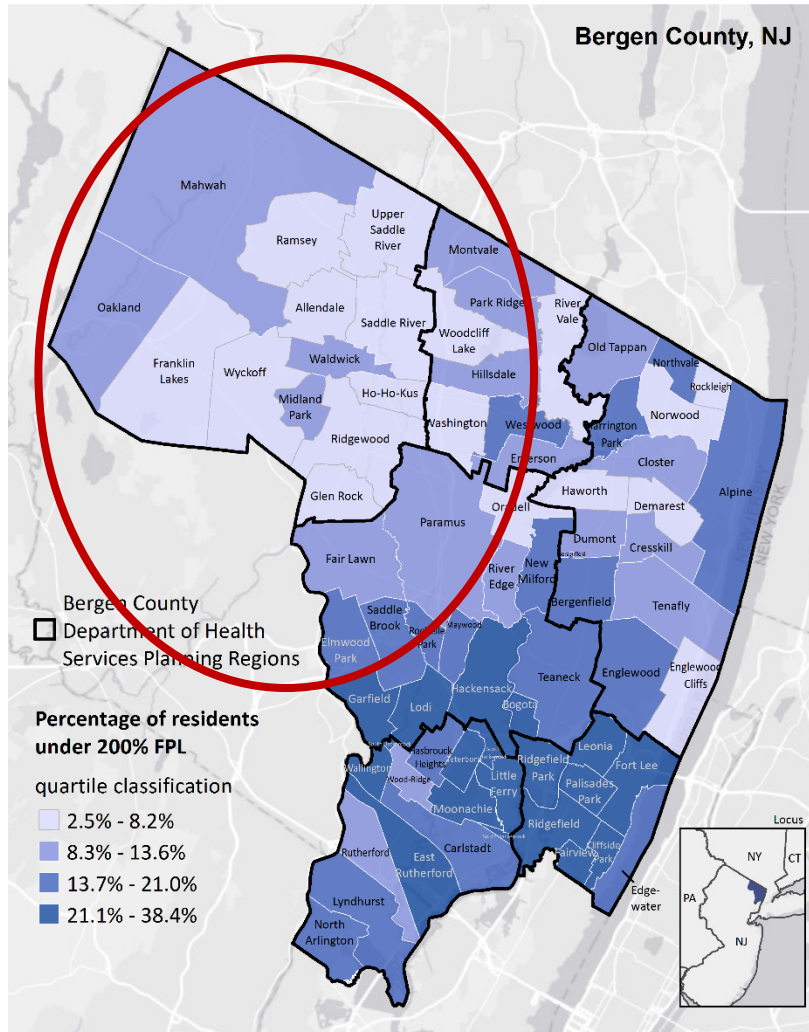 Bergen County, NJ
Mahwah
Upper
Saddle
River
Ramsey
Montvale
Oakland
Allendale
Park Ridge
River
Vale
Saddle River
Woodcliff
Lake
Old Tappan
Northvale
Franklin
Lakes
Wyckoff
Waldwick
Hillsdale
Rockleigh
Midland
Park
Ho-Ho-Kus
Norwood
Washington
Westwood
Harrington
Park
Ridgewood
Emerson
Closter
Alpine
Glen Rock
Haworth
Oradell
Demarest
Paramus
NEW JERSEY
NEW YORK
Fair Lawn
Dumont
Cresskill
River
Edge
New
Milford
Bergenfield
Tenafly
Bergen County
Department of Health
Services Planning Regions
Saddle
Brook
Rochelle
Park
Maywood
Elmwood
Park
Teaneck
Englewood
Englewood
Cliffs
Hackensack
Garfield
Lodi
Bogota
Percentage of residents
under 200% FPL
quartile classification
2.5% - 8.2%
8.3% - 13.6%
13.7% - 21.0%
21.1% - 38.4%
Wallington
Hasbrouck
Heights
Wood-Ridge
Little
Ferry
Moonachie
Ridgefield
Park
Leonia
Fort Lee
Palisades
Park
Ridgefield
Carlstadt
Rutherford
East
Rutherford
Fairview
Cliffside
Park
Lyndhurst
North
Arlington
Edge-
water
Locus
NY
CT
PA
NJ